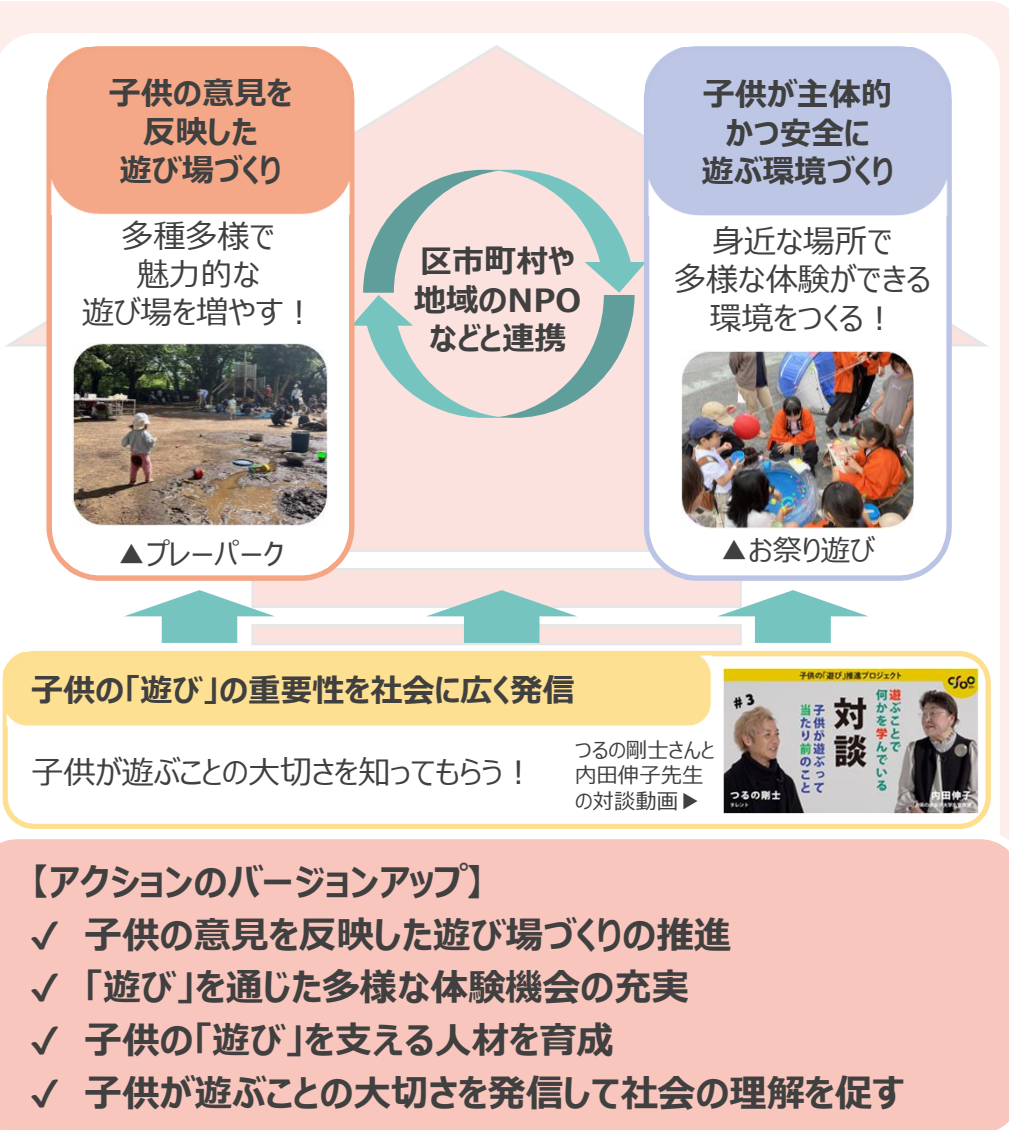 子供の意見を
反映した
遊び場づくり
多種多様で
魅力的な
遊び場を増やす！
▲プレーパーク
区市町村や
地域のNPO
などと連携
子供が主体的
かつ安全に
遊ぶ環境づくり
身近な場所で
多様な体験ができる
環境をつくる！
▲お祭り遊び
子供の「遊び」の重要性を社会に広く発信
子供が遊ぶことの大切さを知ってもらう！
つるの剛士さんと
内田伸子先生
の対談動画▶
子供の「遊び」推進プロジェクト
#3
対談
遊ぶことで
何かを学んでいる
子供が遊ぶって
当たり前のこと
つるの剛士
タレント
内田伸子
【アクションのバージョンアップ】
✓ 子供の意見を反映した遊び場づくりの推進
✓ 「遊び」を通じた多様な体験機会の充実
✓ 子供の「遊び」を支える人材を育成
✓ 子供が遊ぶことの大切さを発信して社会の理解を促す